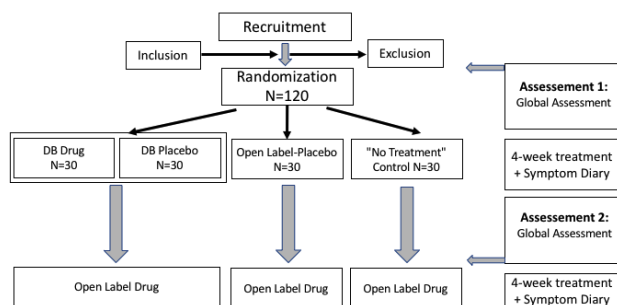 Recruitment
Inclusion
Exclusion
Randomization
N=120
Assessement 1:
Global Assessment
DB Drug
N=30
DB Placebo
N=30
Open Label-Placebo
N=30
"No Treatment"
Control N=30
4-week treatment
+ Symptom Diary
Assessement 2:
Global Assessment
Open Label Drug
Open Label Drug
Open Label Drug
4-week treatment
+ Symptom Diary